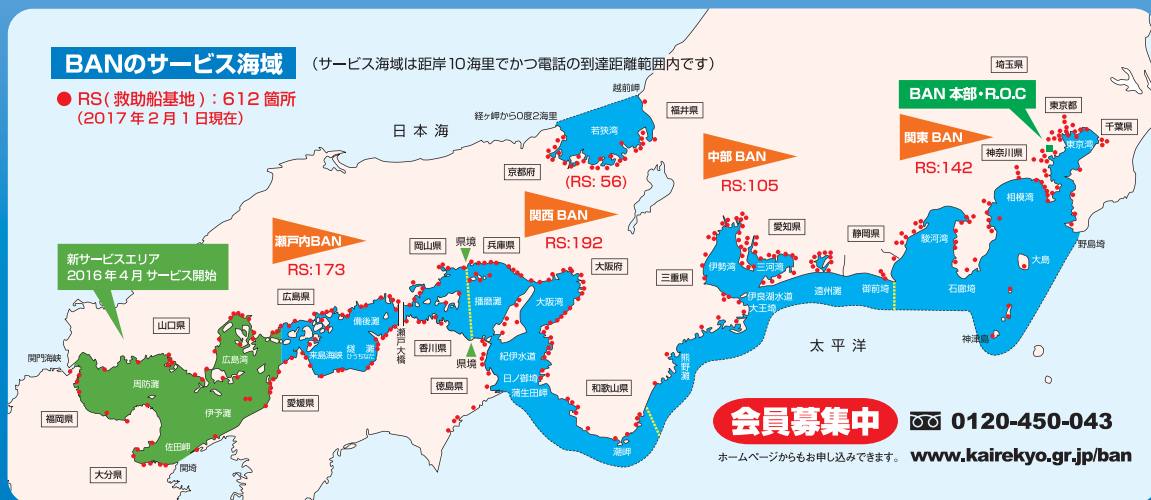 BANのサービス海域
(サービス海域は距岸10海里でかつ電話の到達距離範囲内です)
● RS(救助船基地):612箇所
(2017年2月1日現在)
日本海
経ヶ岬から0度2海里
越前岬
若狭湾
福井県
京都府
(RS: 56)
中部BAN
RS:105
関東BAN
RS:142
BAN 本部・R.O.C
埼玉県
東京都
千葉県
神奈川県
東京湾
相模湾
野島埼
大島
神津島
関西BAN
RS:192
瀬戸内BAN
RS:173
新サービスエリア
2016年4月サービス開始
岡山県
県境
兵庫県
大阪府
播磨灘
大阪湾
愛知県
静岡県
三重県
伊勢湾
三河湾
伊良湖水道
大王埼
遠州灘
御前埼
駿河湾
石廊埼
太平洋
熊野灘
和歌山県
潮岬
紀伊水道
日ノ御埼
蒲生田岬
徳島県
県境
香川県
瀬戸大橋
広島県
備後灘
来島海峡
燧灘
ひうちなだ
愛媛県
山口県
広島湾
関門海峡
周防灘
伊予灘
福岡県
佐田岬
関埼
大分県
会員募集中
0120-450-043
ホームページからもお申し込みできます。
www.kairekyo.gr.jp/ban